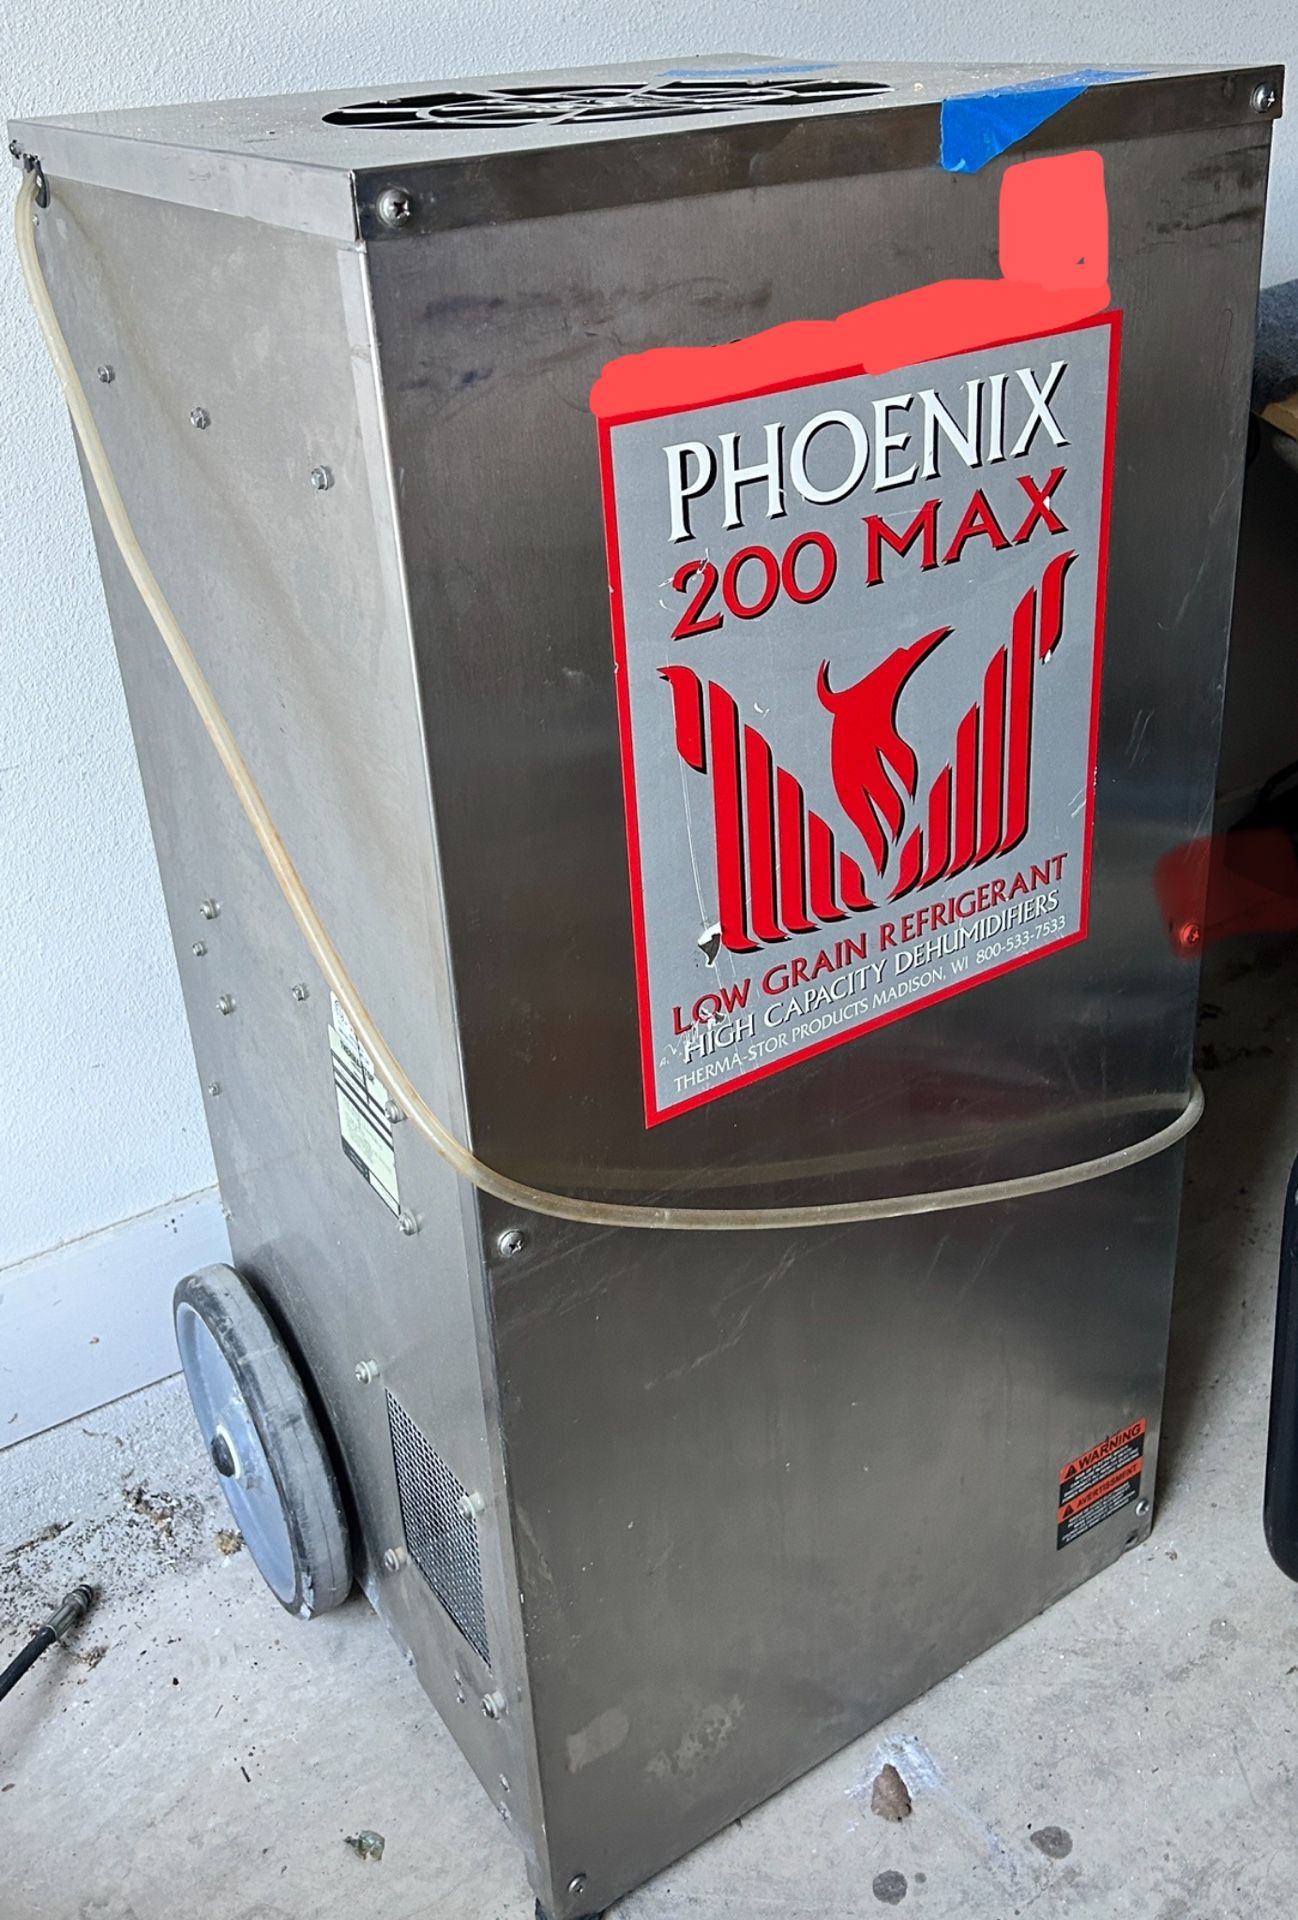 PHOENIX
200 MAX
LOW GRAIN REFRIGERANT
HIGH CAPACITY DEHUMIDIFIERS
THERMA-STOR PRODUCTS MADISON, WI 800-533-7533
WARNING
AVERTISSEMENT